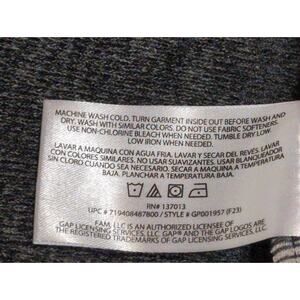 MACHINE WASH COLD. TURN GARMENT INSIDE OUT BEFORE WASH AND
DRY. WASH WITH SIMILAR COLORS. DO NOT USE FABRIC SOFTENERS.
USE NON-CHLORINE BLEACH WHEN NEEDED. TUMBLE DRY LOW.
LOW IRON WHEN NEEDED.
LAVAR A MAQUINA CON AGUA FRIA. LAVAR Y SECAR DEL REVÉS. LAVAR
CON COLORES SIMILARES. NO USAR SUAVIZANTES. USAR BLANQUEADOR
SIN CLORO CUANDO SEA NECESARIO. SECAR A MAQUINA A TEMPERATURA
BAJA. PLANCHAR A TEMPERATURA BAJA.
RN# 137013
UPC # 719408487800 / STYLE # GP001957 (F23)
FAM, LLC IS AN AUTHORIZED LICENSEE OF
GAP LICENSING SERVICES, LLC. GAP® AND THE GAP LOGOS ARE
THE REGISTERED TRADEMARKS OF GAP LICENSING SERVICES, LLC.